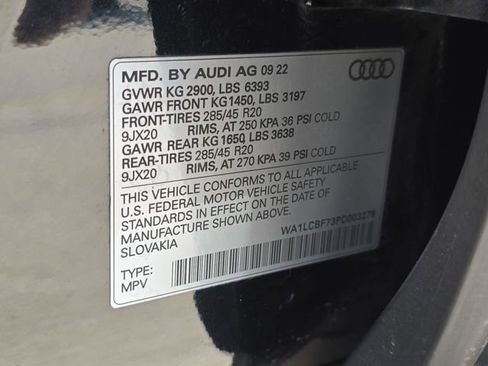 MFD. BY AUDI AG 09 22
GVWR KG 2900, LBS 6393
GAWR FRONT KG1450, LBS 3197
FRONT-TIRES 285/45 R20
9JX20 RIMS, AT 250 KPA 36 PSI COLD
GAWR REAR KG 1650, LBS 3638
REAR-TIRES 285/45 R20
9JX20 RIMS, AT 270 KPA 39 PSI COLD
THIS VEHICLE CONFORMS TO ALL APPLICABLE
U.S. FEDERAL MOTOR VEHICLE SAFETY
STANDARDS IN EFFECT ON THE DATE OF
MANUFACTURE SHOWN ABOVE.
SLOVAKIA
WA1LCBF73PD003278
TYPE:
MPV